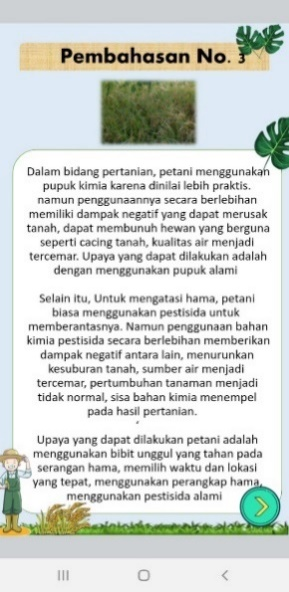 Pembahasan No. 3
Dalam bidang pertanian, petani menggunakan
pupuk kimia karena dinilai lebih praktis.
namun penggunaannya secara berlebihan
memiliki dampak negatif yang dapat merusak
tanah, dapat membunuh hewan yang berguna
seperti cacing tanah, kualitas air menjadi
tercemar. Upaya yang dapat dilakukan adalah
dengan menggunakan pupuk alami
Selain itu, Untuk mengatasi hama, petani
biasa menggunakan pestisida untuk
memberantasnya. Namun penggunaan bahan
kimia pestisida secara berlebihan memberikan
dampak negatif antara lain, menurunkan
kesuburan tanah, sumber air menjadi
tercemar, pertumbuhan tanaman menjadi
tidak normal, sisa bahan kimia menempel
pada hasil pertanian.
Upaya yang dapat dilakukan petani adalah
menggunakan bibit unggul yang tahan pada
serangan hama, memilih waktu dan lokasi
yang tepat, menggunakan perangkap hama,
menggunakan pestisida alami